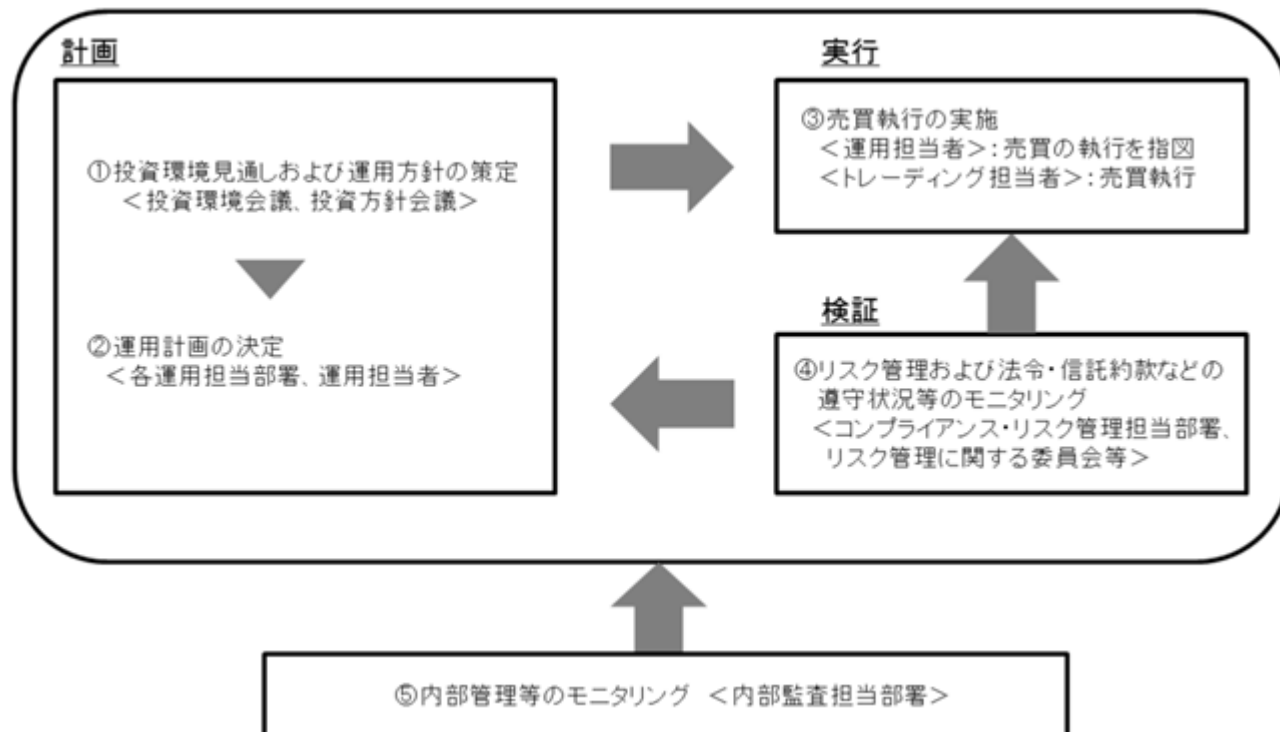 計画
①投資環境見通しおよび運用方針の策定
＜投資環境会議、投資方針会議＞
②運用計画の決定
＜各運用担当部署、運用担当者＞
実行
③売買執行の実施
＜運用担当者＞：売買の執行を指図
＜トレーディング担当者＞：売買執行
検証
④リスク管理および法令・信託約款などの
遵守状況等のモニタリング
＜コンプライアンス・リスク管理担当部署、
リスク管理に関する委員会等＞
⑤内部管理等のモニタリング ＜内部監査担当部署＞